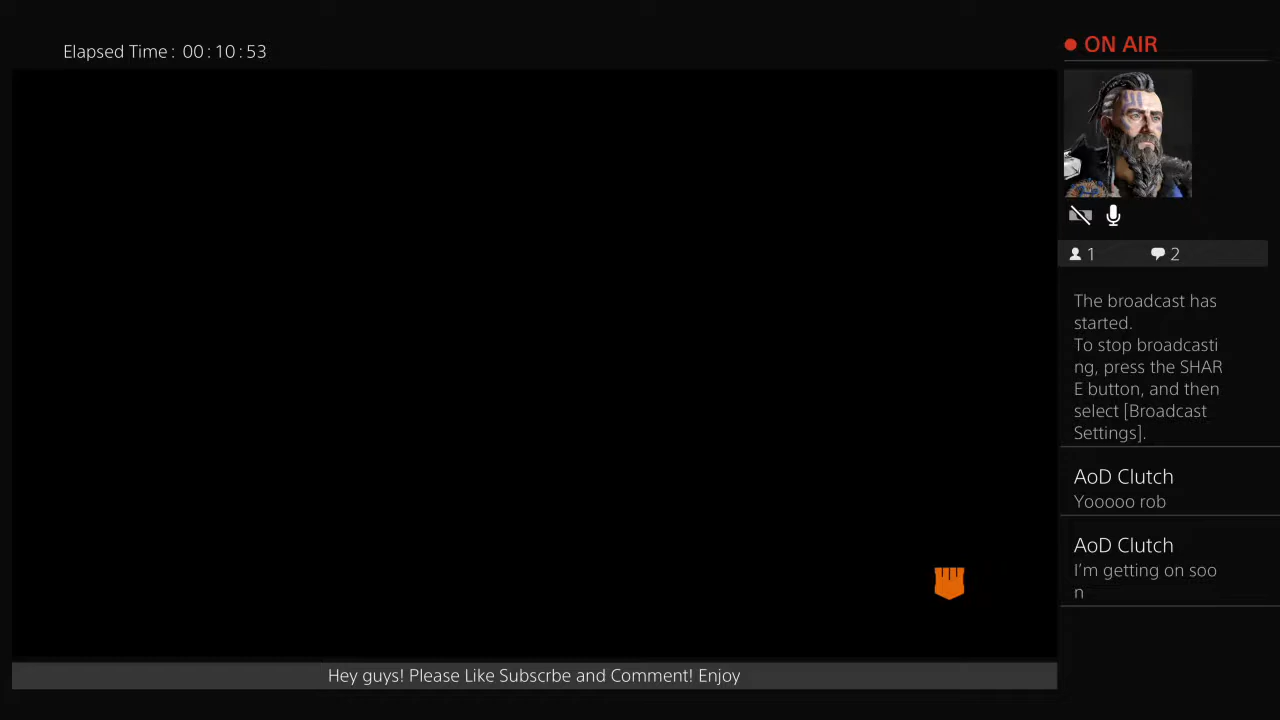 Elapsed Time : 00:10:53
ON AIR
1
2
The broadcast has
started.
To stop broadcasti
ng, press the SHAR
E button, and then
select [Broadcast
Settings].
AoD Clutch
Yooooo rob
AoD Clutch
I'm getting on soo
n
Hey guys! Please Like Subscrbe and Comment! Enjoy